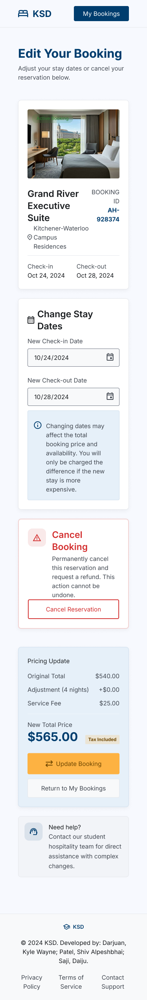 KSD
My Bookings
Edit Your Booking
Adjust your stay dates or cancel your
reservation below.
Active Booking
Grand River
Executive
Suite
BOOKING
ID
AH-
928374
Kitchener-Waterloo
Campus
Residences
Check-in
Oct 24, 2024
Check-out
Oct 28, 2024
Change Stay
Dates
New Check-in Date
10/24/2024
New Check-out Date
10/28/2024
Changing dates may
affect the total
booking price and
availability. You will
only be charged the
difference if the new
stay is more
expensive.
Cancel
Booking
Permanently cancel
this reservation and
request a refund. This
action cannot be
undone.
Cancel Reservation
Pricing Update
Original Total $540.00
Adjustment (4 nights) +$0.00
Service Fee $25.00
New Total Price
$565.00 Tax Included
Update Booking
Return to My Bookings
Need help?
Contact our student
hospitality team for direct
assistance with complex
changes.
KSD
© 2024 KSD. Developed by: Darjuan,
Kyle Wayne; Patel, Shiv Alpeshbhai;
Saji, Daiju.
Privacy
Policy
Terms of
Service
Contact
Support